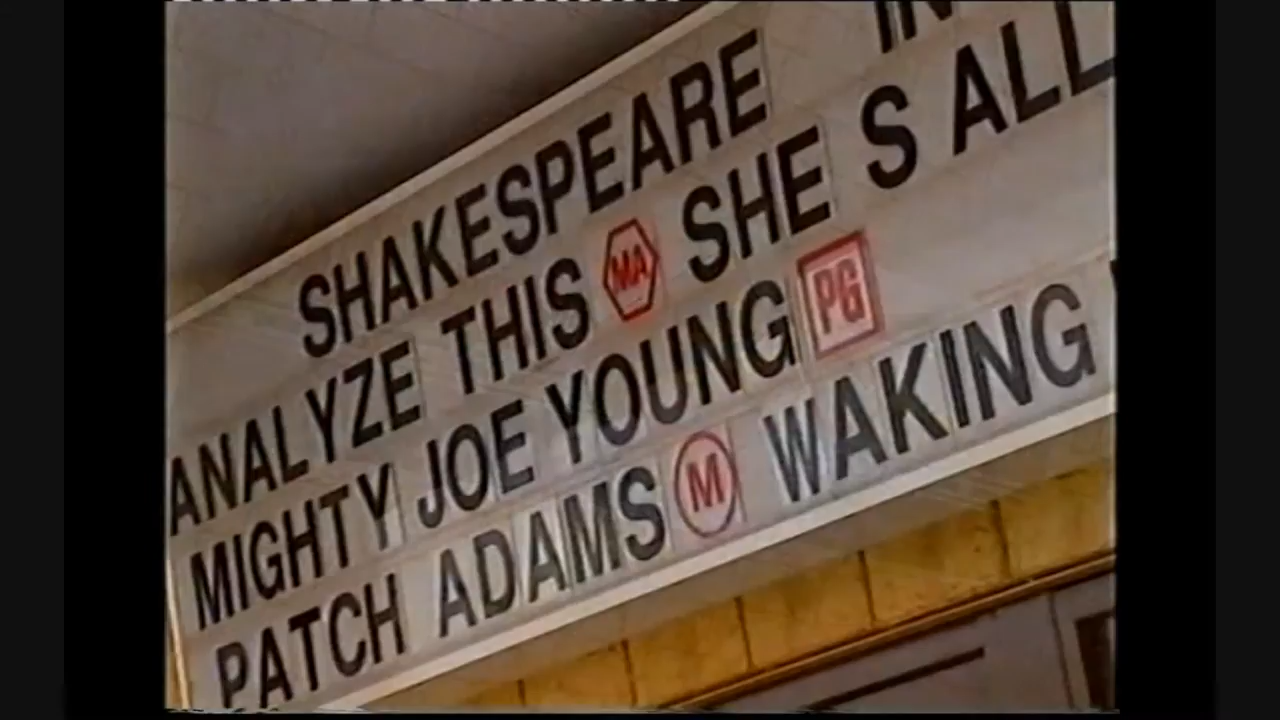 SHAKESPEARE IN
ANALYZE THIS MA SHE S ALL
MIGHTY JOE YOUNG PG
PATCH ADAMS M WAKING